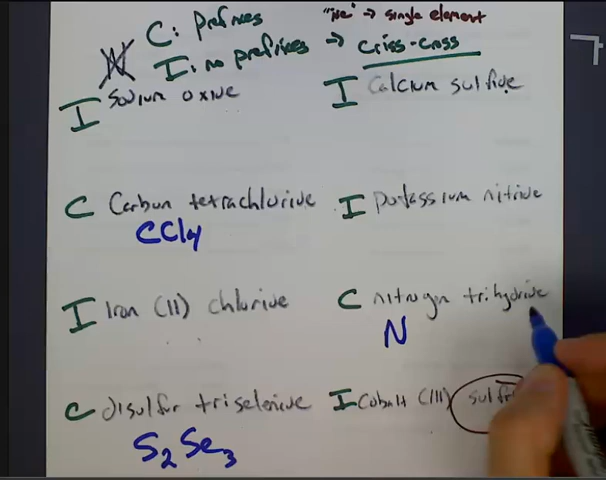 C: Prefixes
"ide" → single element
I: no prefixes → criss-cross
I Sodium oxide
I Calcium sulfide
C Carbon tetrachloride
CCl4
I Potassium nitride
I Iron (II) chloride
C nitrogen trihydride
N
C disulfur triselenide
S2Se3
I Cobalt (III)